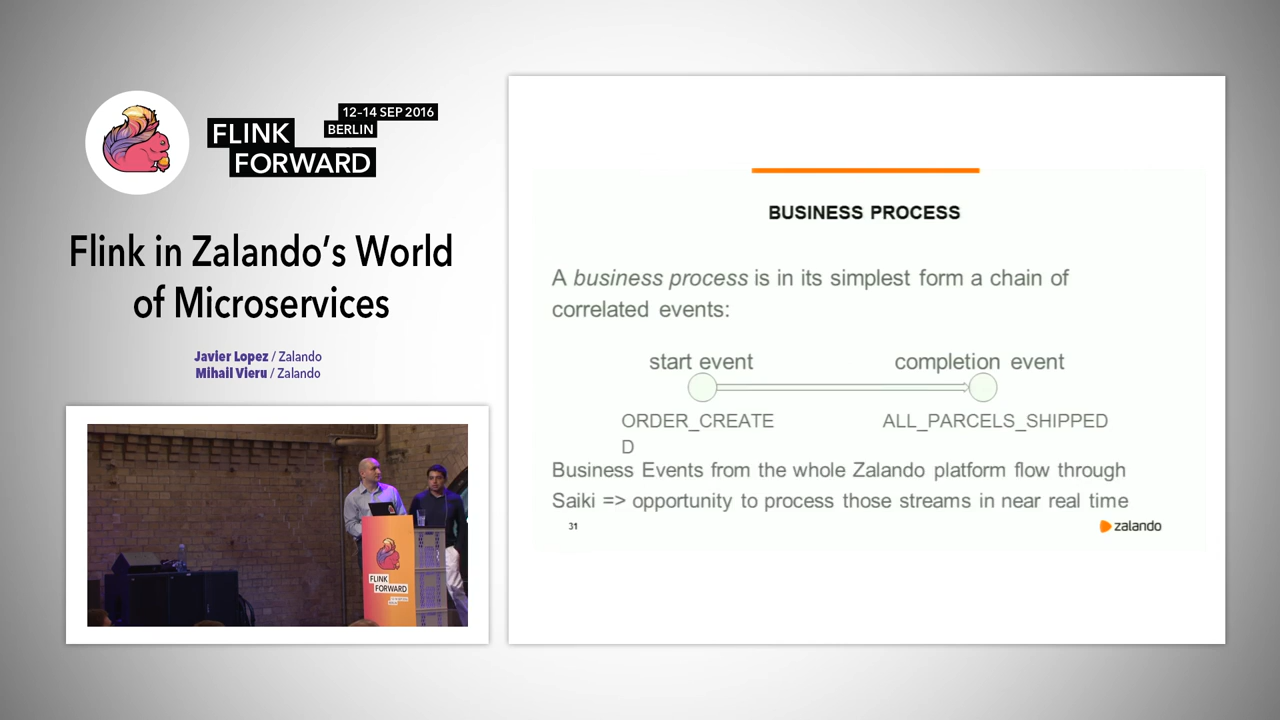 12–14 SEP 2016
BERLIN
FLINK
FORWARD
Flink in Zalando's World
of Microservices
Javier Lopez / Zalando
Mihail Vieru / Zalando
FLINK
FORWARD
BUSINESS PROCESS
A business process is in its simplest form a chain of
correlated events:
start event
completion event
ORDER_CREATE
D
ALL_PARCELS_SHIPPED
Business Events from the whole Zalando platform flow through
Saiki => opportunity to process those streams in near real time
31
zalando